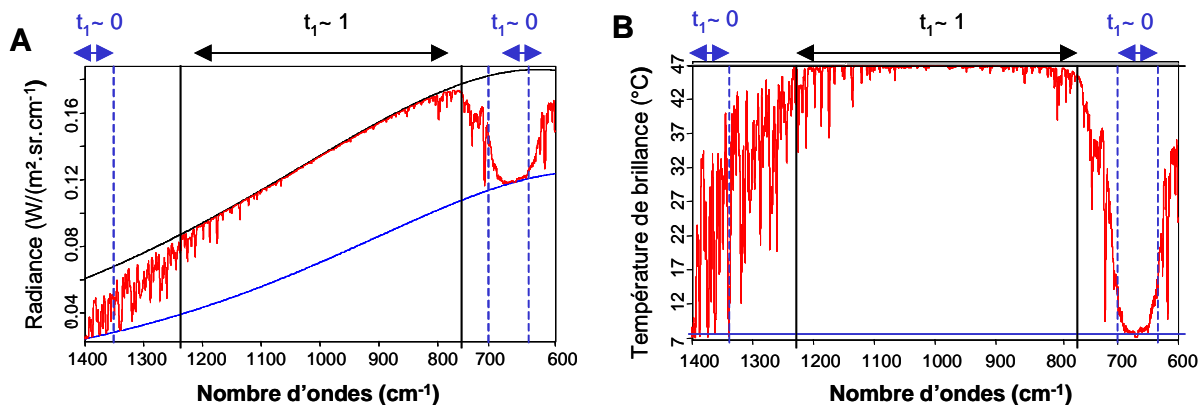 t₁~ 0
t₁~ 1
t₁~ 0
A
Radiance (W/(m².sr.cm⁻¹)
0.16
0.12
0.08
0.04
1400 1300 1200 1100 1000 900 800 700 600
Nombre d'ondes (cm⁻¹)
t₁~ 0
t₁~ 1
t₁~ 0
B
Température de brillance (°C)
47
42
37
32
27
22
17
12
7
1400 1300 1200 1100 1000 900 800 700 600
Nombre d'ondes (cm⁻¹)